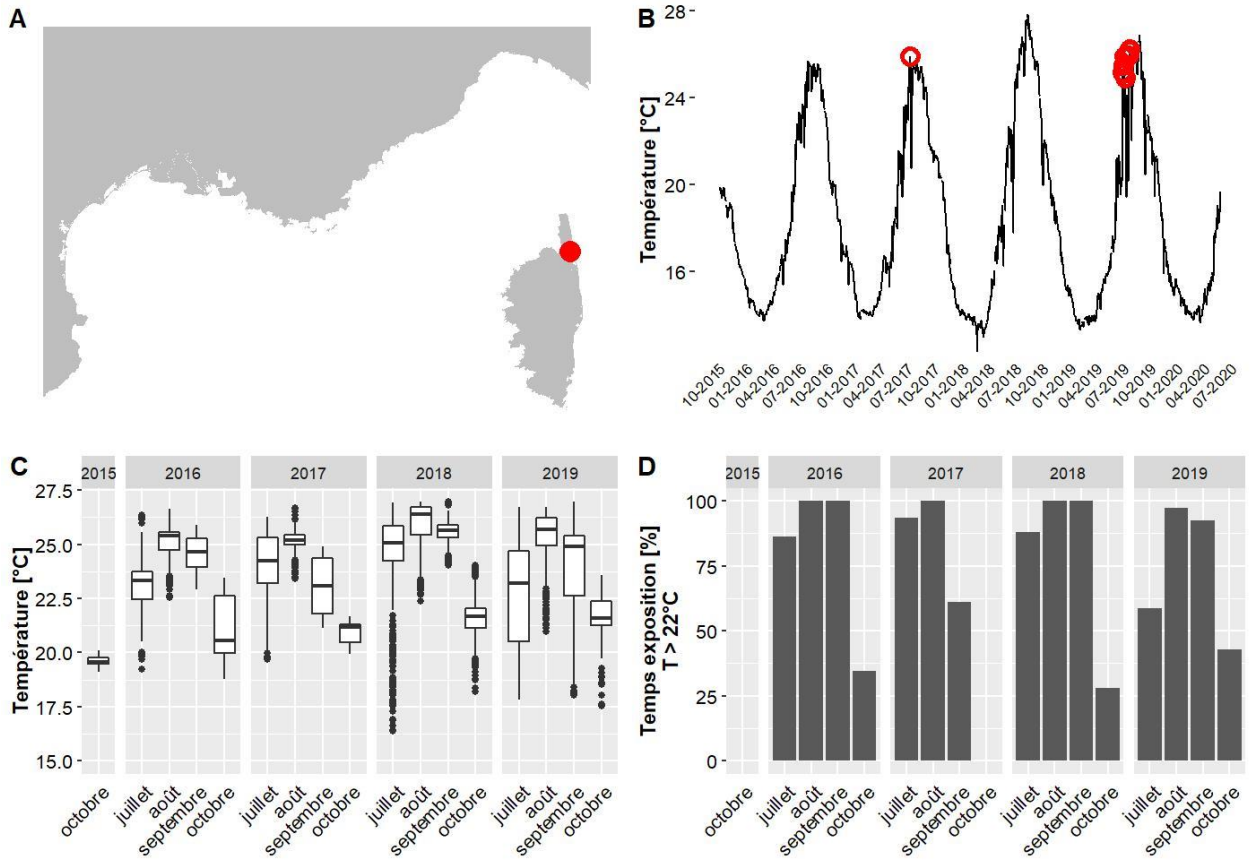 A
B
Température [°C]
28
24
20
16
10-2015
01-2016
04-2016
07-2016
10-2016
01-2017
04-2017
07-2017
10-2017
01-2018
04-2018
07-2018
10-2018
01-2019
04-2019
07-2019
10-2019
01-2020
04-2020
07-2020
C
2015 2016 2017 2018 2019
Température [°C]
27.5
25.0
22.5
20.0
17.5
15.0
octobre
juillet
août
septembre
octobre
juillet
août
septembre
octobre
juillet
août
septembre
octobre
juillet
août
septembre
octobre
D
2015 2016 2017 2018 2019
Temps exposition [%]
T > 22°C
100
75
50
25
0
octobre
juillet
août
septembre
octobre
juillet
août
septembre
octobre
juillet
août
septembre
octobre
juillet
août
septembre
octobre